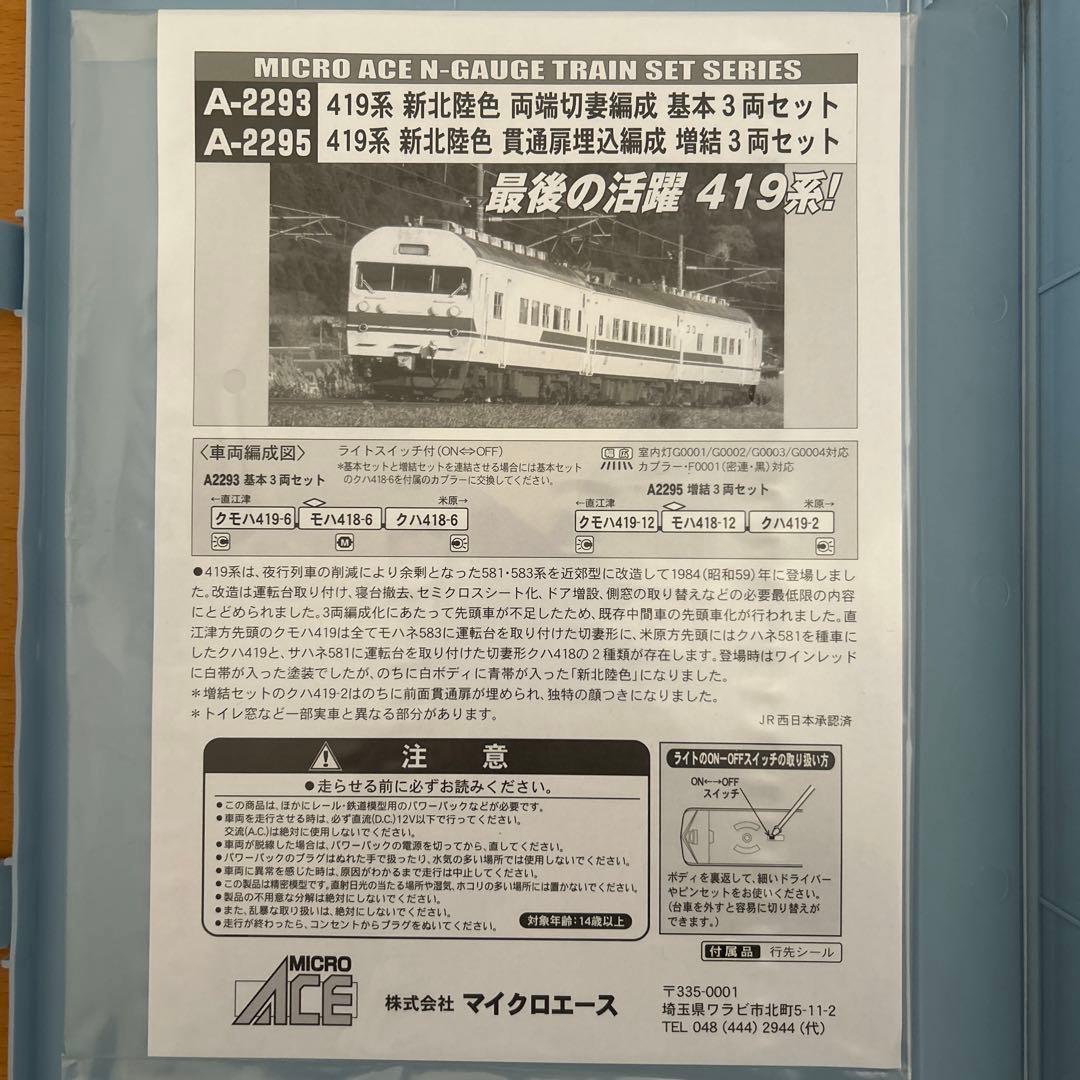 MICRO ACE N-GAUGE TRAIN SET SERIES
A-2293 419系 新北陸色 両端切妻編成 基本3両セット
A-2295 419系 新北陸色 貫通扉埋込編成 増結3両セット
最後の活躍 419系!
〈車両編成図〉
ライトスイッチ付(ON⇔OFF)
*基本セットと増結セットを連結させる場合には基本セット
のクハ418-6を付属のカプラーに交換してください。
室内灯G0001/G0002/G0003/G0004対応
カプラー・F0001(密連・黒)対応
A2293 基本3両セット
←直江津 米原→
クモハ419-6 モハ418-6 クハ418-6
M
A2295 増結3両セット
←直江津 米原→
クモハ419-12 モハ418-12 クハ419-2
●419系は、夜行列車の削減により余剰となった581・583系を近郊型に改造して1984(昭和59)年に登場しまし
た。改造は運転台取り付け、寝台撤去、セミクロスシート化、ドア増設、側窓の取り替えなどの必要最低限の内容
にとどめられました。3両編成化にあたって先頭車が不足したため、既存中間車の先頭車化が行われました。直
江津方先頭のクモハ419は全てモハネ583に運転台を取り付けた切妻形に、米原方先頭にはクハネ581を種車に
したクハ419と、サハネ581に運転台を取り付けた切妻形クハ418の2種類が存在します。登場時はワインレッド
に白帯が入った塗装でしたが、のちに白ボディに青帯が入った「新北陸色」になりました。
*増結セットのクハ419-2はのちに前面貫通扉が埋められ、独特の顔つきになりました。
*トイレ窓など一部実車と異なる部分があります。
JR西日本承認済
注意
●走らせる前に必ずお読みください。
●この商品は、ほかにレール・鉄道模型用のパワーパックなどが必要です。
●車両を走行させる時は、必ず直流(D.C.)12V以下で行ってください。
交流(A.C.)は絶対に使用しないでください。
●車両が脱線した場合は、パワーパックの電源を切ってから、直してください。
●パワーパックのプラグはぬれた手で扱ったり、水気の多い場所では使用しないでください。
●車両に異常を感じた時は、原因がわかるまで走行は中止してください。
●この製品は精密模型です。直射日光の当たる場所や湿気、ホコリの多い場所には置かないでください。
●製品の不用意な分解は絶対にしないでください。
●また、乱暴な取り扱いは、絶対にしないでください。
●走行が終わったら、コンセントからプラグをぬいてください。
対象年齢:14歳以上
ライトのON-OFFスイッチの取り扱い方
ON←→OFF
スイッチ
ボディを裏返して、細いドライバー
やピンセットをお使いください。
(台車を外すと容易に切り替えが
できます。)
付属品 行先シール
MICRO
ACE
株式会社 マイクロエース
〒335-0001
埼玉県ワラビ市北町5-11-2
TEL 048 (444) 2944 (代)